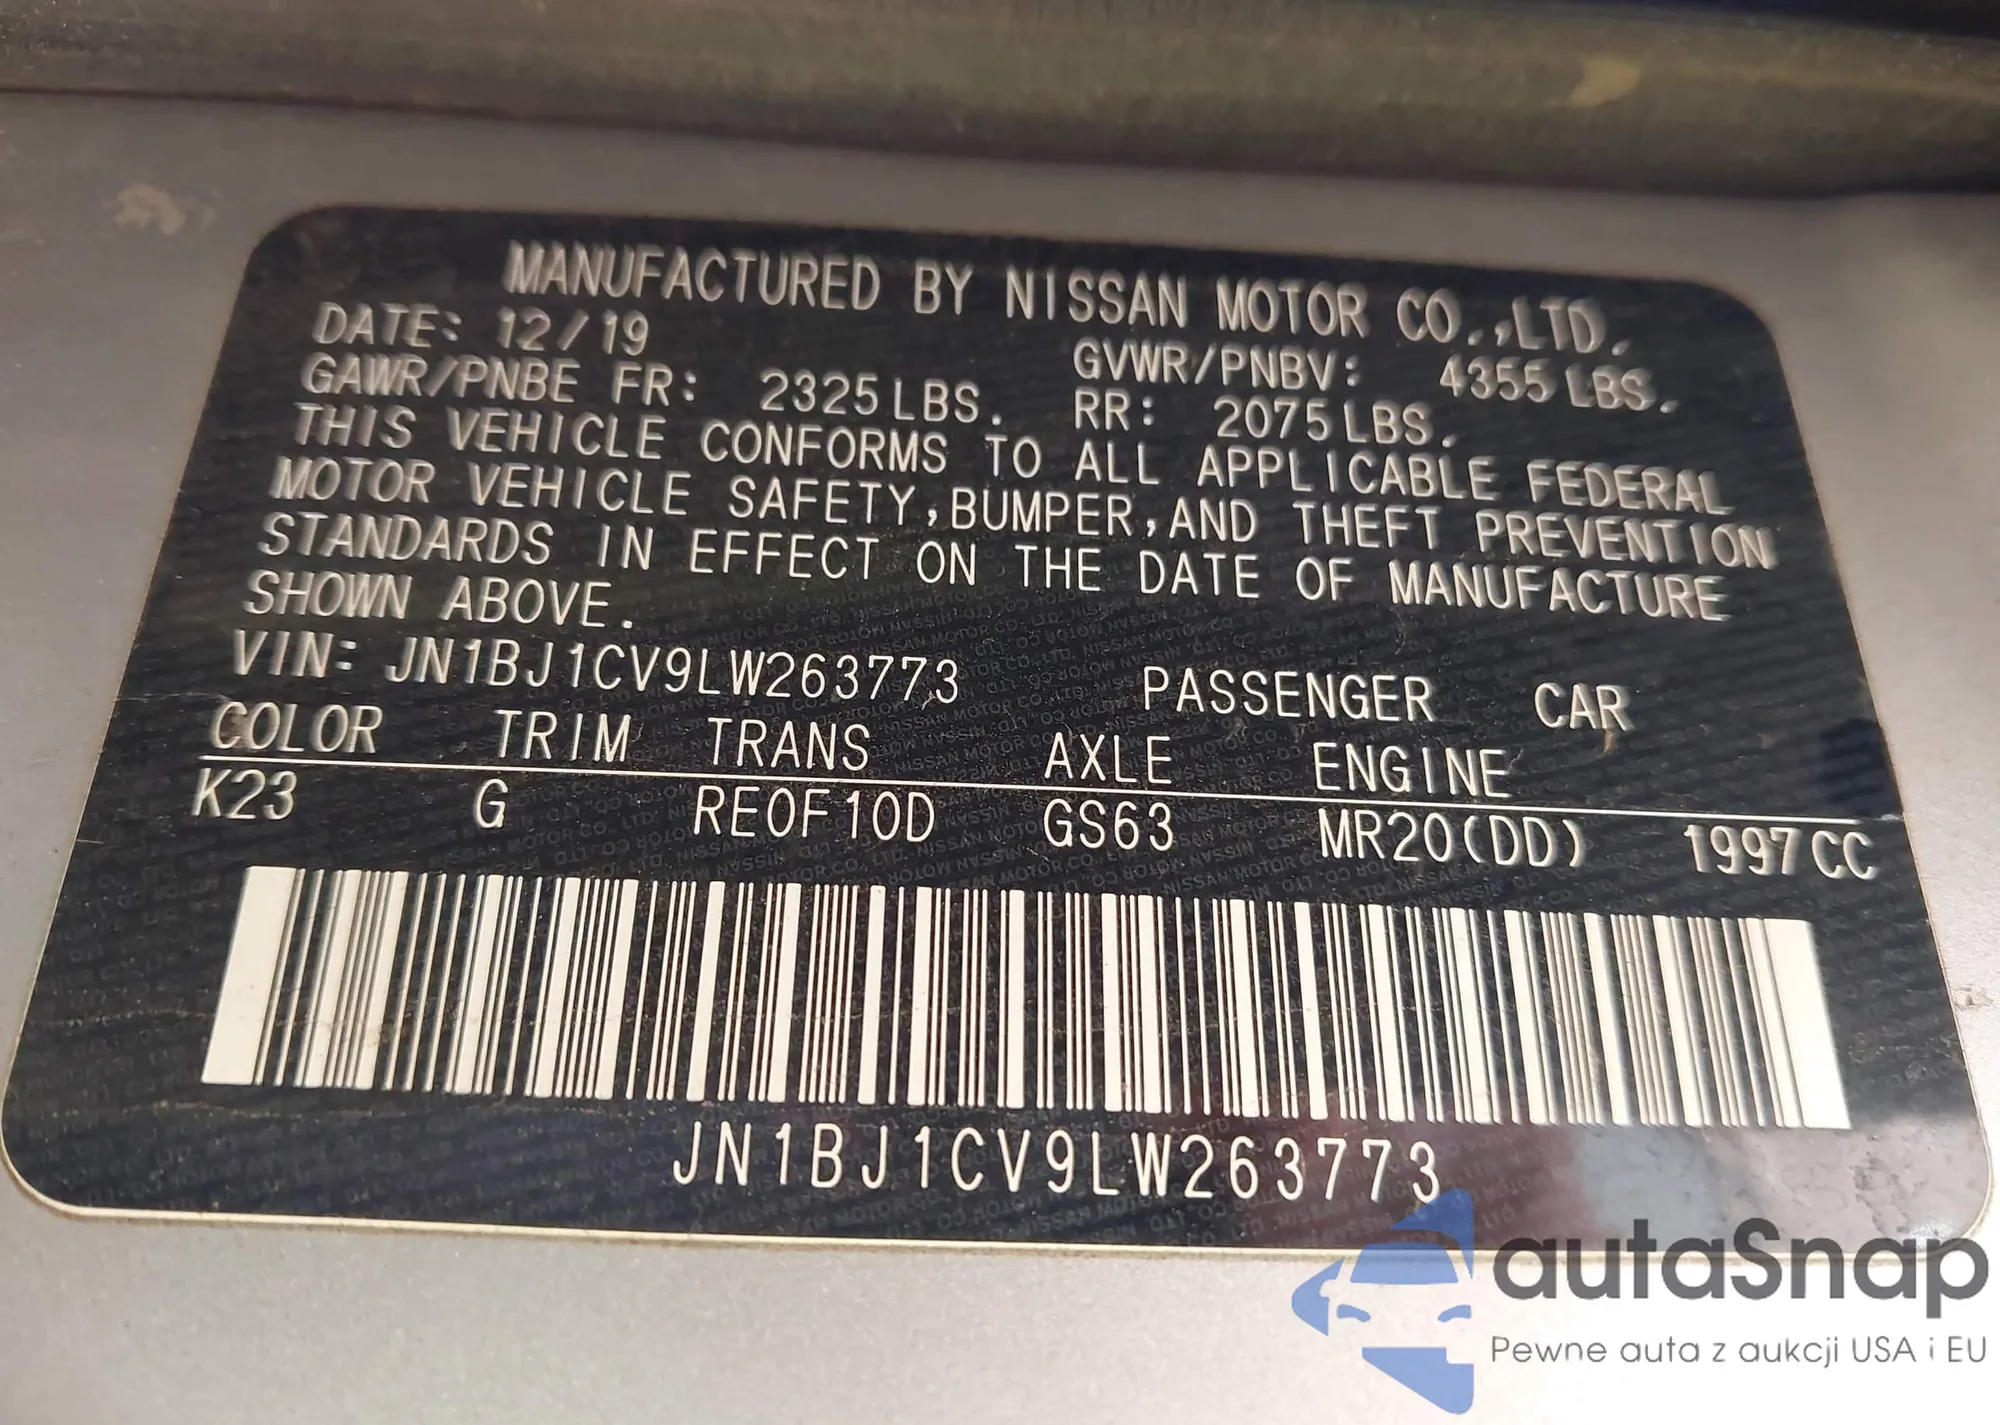 MANUFACTURED BY NISSAN MOTOR CO.,LTD.
DATE: 12/19 GVWR/PNBV: 4355 LBS.
GAWR/PNBE FR: 2325 LBS. RR: 2075 LBS.
THIS VEHICLE CONFORMS TO ALL APPLICABLE FEDERAL
MOTOR VEHICLE SAFETY,BUMPER,AND THEFT PREVENTION
STANDARDS IN EFFECT ON THE DATE OF MANUFACTURE
SHOWN ABOVE.
VIN: JN1BJ1CV9LW263773 PASSENGER CAR
COLOR TRIM TRANS AXLE ENGINE
K23 G RE0F10D GS63 MR20(DD) 1997 CC
JN1BJ1CV9LW263773
autaSnap
Pewne auta z aukcji USA i EU